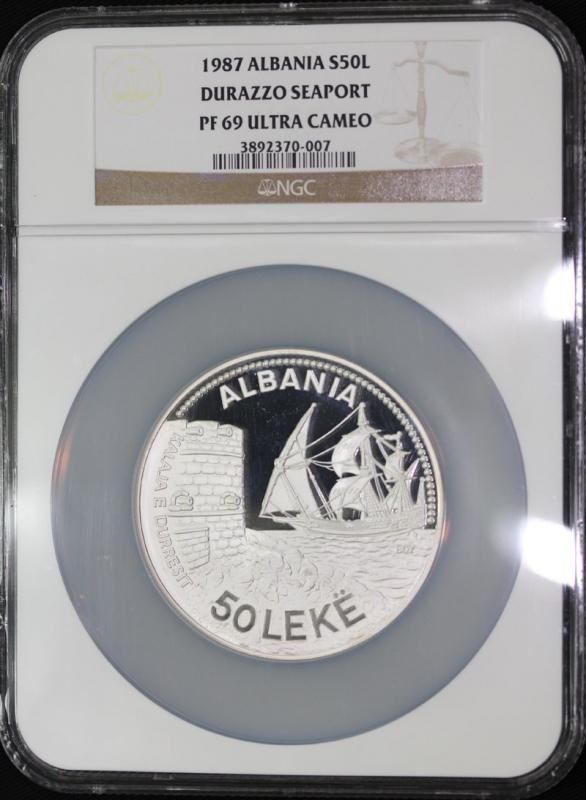 1987 ALBANIA S50L
DURAZZO SEAPORT
PF 69 ULTRA CAMEO
3892370-007
NGC
ALBANIA
KALAJA E DURRESIT
50 LEKË